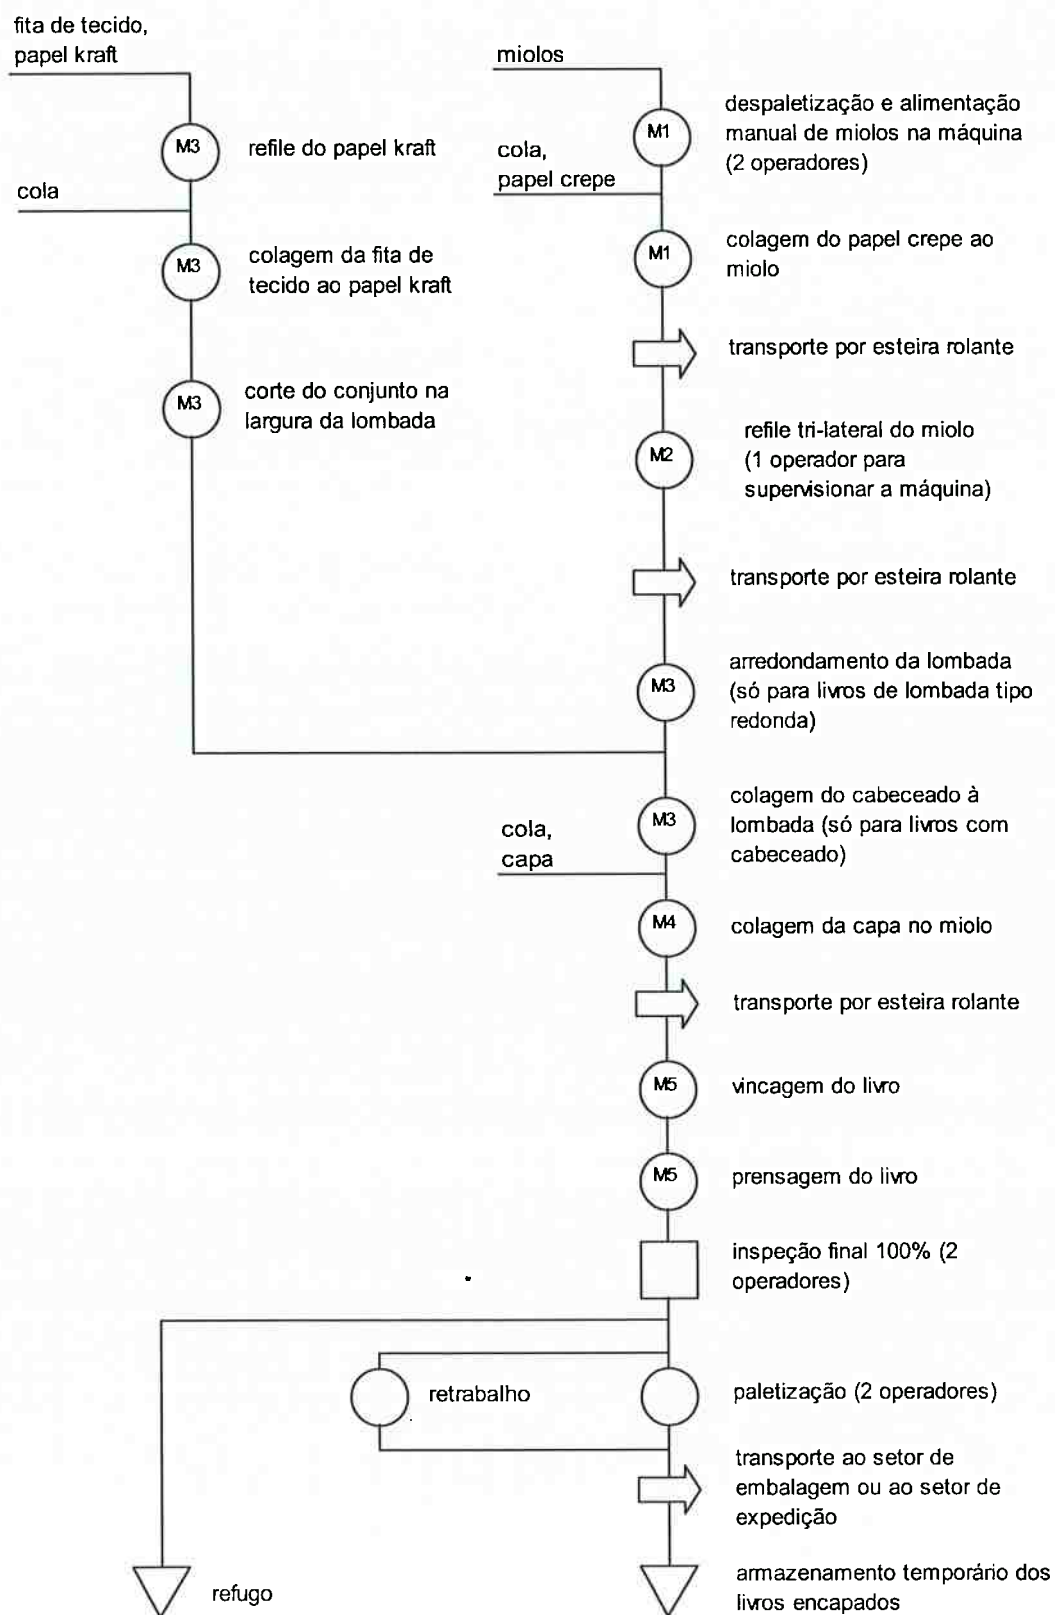 fita de tecido,
papel kraft
miolos
M3
refile do papel kraft
M1
despaletização e alimentação
manual de miolos na máquina
(2 operadores)
cola,
papel crepe
cola
M3
colagem da fita de
tecido ao papel kraft
M1
colagem do papel crepe ao
miolo
transporte por esteira rolante
M3
corte do conjunto na
largura da lombada
M2
refile tri-lateral do miolo
(1 operador para
supervisionar a máquina)
transporte por esteira rolante
M3
arredondamento da lombada
(só para livros de lombada tipo
redonda)
M3
colagem do cabeceado à
lombada (só para livros com
cabeceado)
cola,
capa
M4
colagem da capa no miolo
transporte por esteira rolante
M5
vincagem do livro
M5
prensagem do livro
inspeção final 100% (2
operadores)
retrabalho
paletização (2 operadores)
transporte ao setor de
embalagem ou ao setor de
expedição
refugo
armazenamento temporário dos
livros encapados